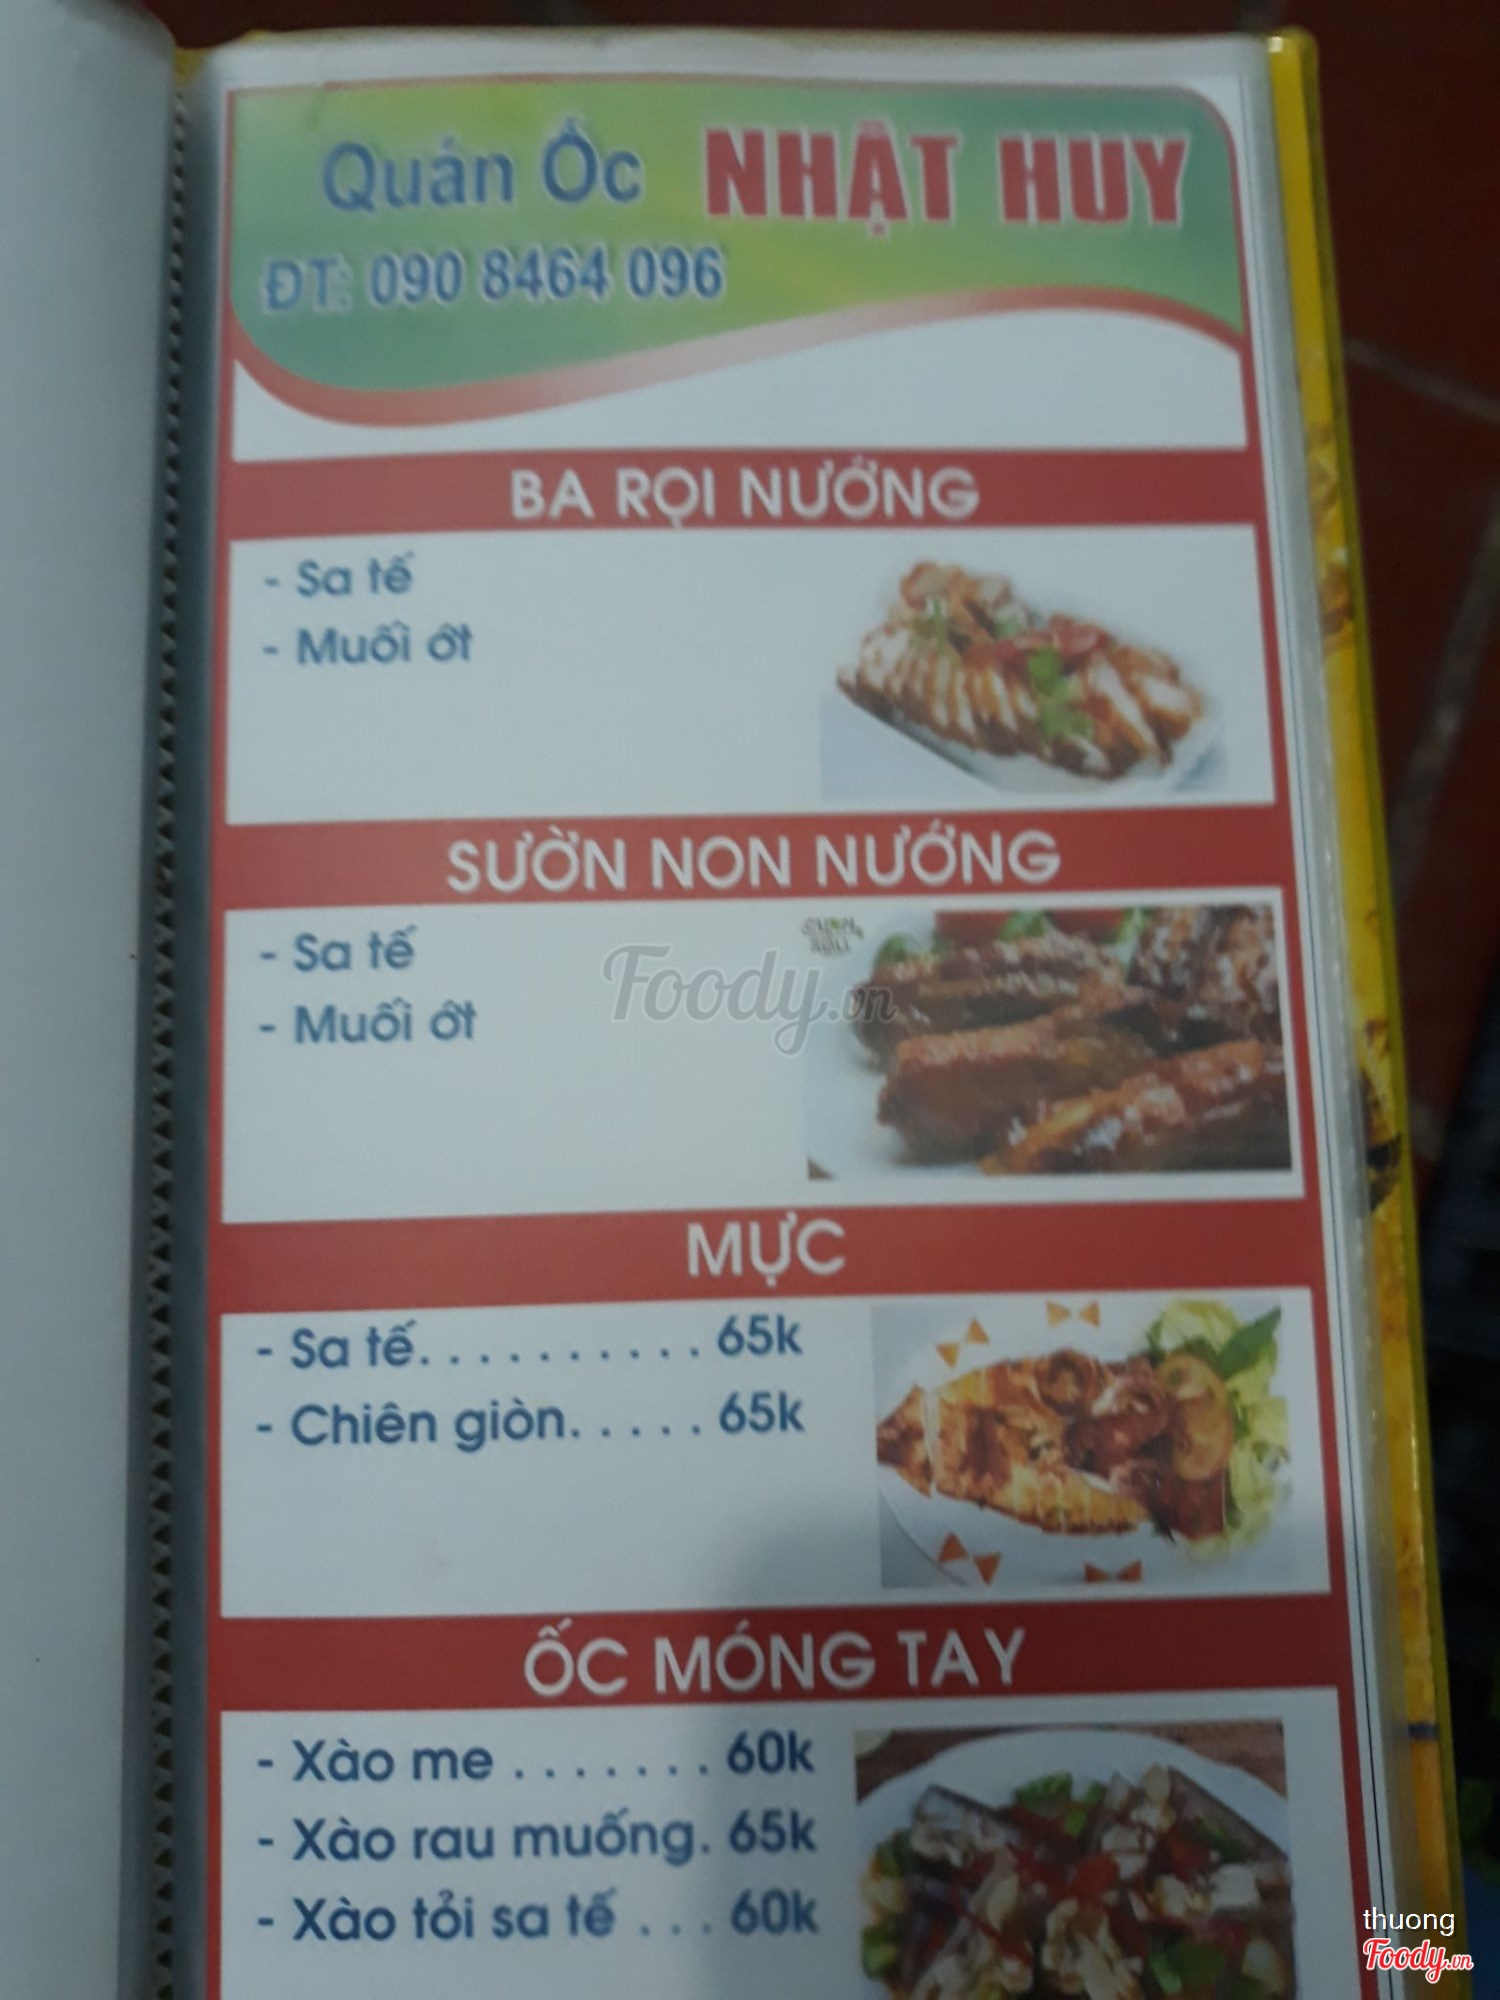 Quán Ốc NHẬT HUY
ĐT: 090 8464 096
BA RỌI NƯỚNG
- Sa tế
- Muối ớt
SƯỜN NON NƯỚNG
- Sa tế
- Muối ớt
Foody.vn
MỰC
- Sa tế. . . . . . . . . . . 65k
- Chiên giòn. . . . . 65k
ỐC MÓNG TAY
- Xào me . . . . . . . 60k
- Xào rau muống. 65k
- Xào tỏi sa tế . . . 60k
thuong
Foody.vn